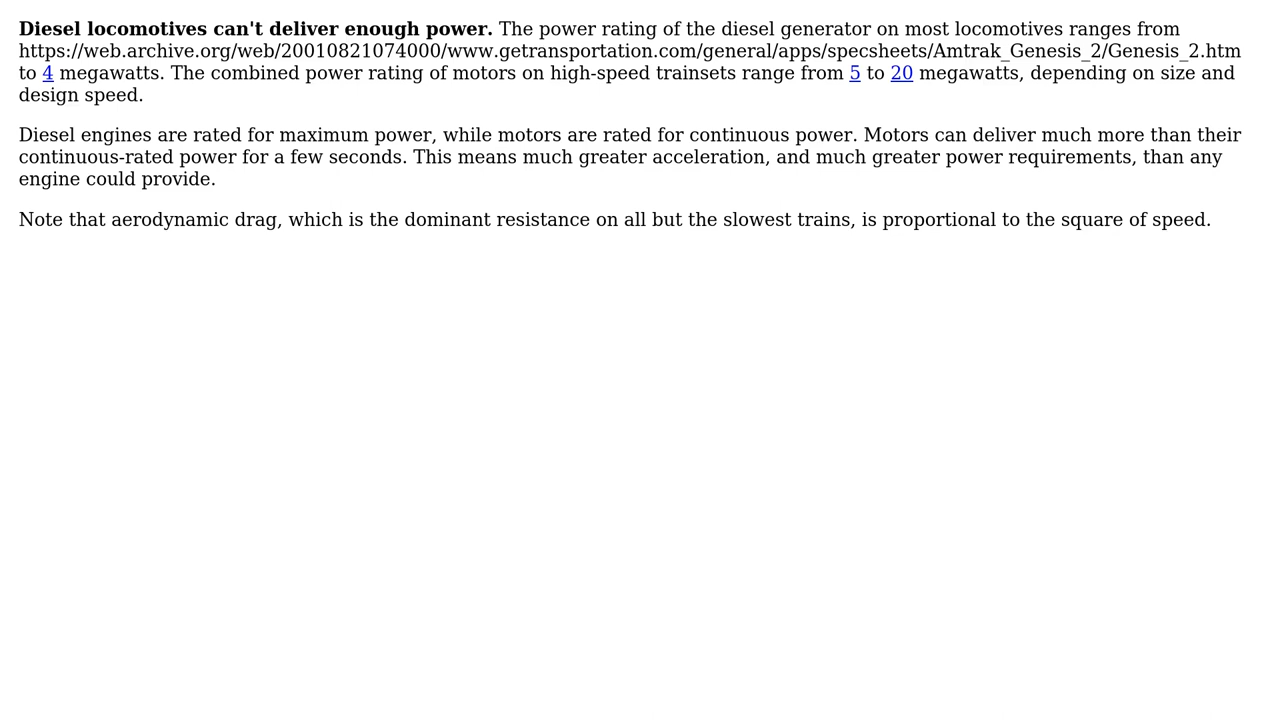 Diesel locomotives can't deliver enough power. The power rating of the diesel generator on most locomotives ranges from
https://web.archive.org/web/20010821074000/www.getransportation.com/general/apps/specsheets/Amtrak_Genesis_2/Genesis_2.htm
to 4 megawatts. The combined power rating of motors on high-speed trainsets range from 5 to 20 megawatts, depending on size and
design speed.
Diesel engines are rated for maximum power, while motors are rated for continuous power. Motors can deliver much more than their
continuous-rated power for a few seconds. This means much greater acceleration, and much greater power requirements, than any
engine could provide.
Note that aerodynamic drag, which is the dominant resistance on all but the slowest trains, is proportional to the square of speed.